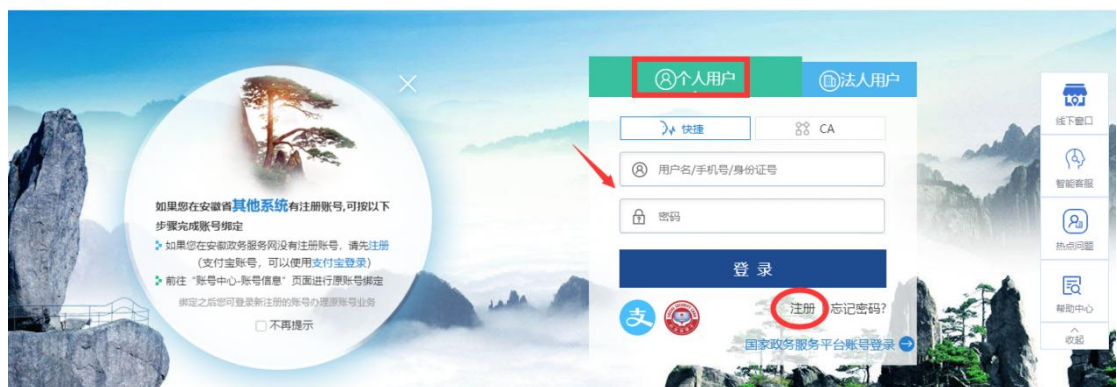 如果您在安徽省其他系统有注册账号,可按以下
步骤完成账号绑定
如果您在安徽政务服务网没有注册账号，请先注册
（支付宝账号，可以使用支付宝登录）
前往“账号中心-账号信息”页面进行原账号绑定
绑定之后您可登录新注册的账号办理原账号业务
不再提示
个人用户
法人用户
快捷
CA
用户名/手机号/身份证号
密码
登录
支
注册
忘记密码?
国家政务服务平台账号登录
线下窗口
智能客服
热点问题
帮助中心
收起